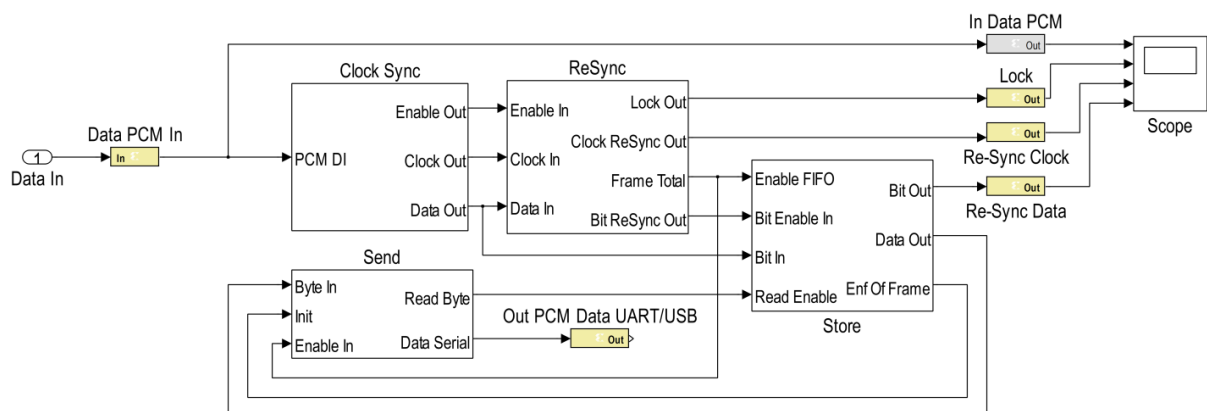 In Data PCM
Out
Clock Sync
ReSync
Lock
Enable Out
Enable In
Lock Out
Out
Scope
Data PCM In
Clock ReSync Out
Out
1
In
PCM DI
Clock Out
Clock In
Re-Sync Clock
Data In
Frame Total
Enable FIFO
Bit Out
Out
Data Out
Data In
Bit ReSync Out
Bit Enable In
Re-Sync Data
Data Out
Send
Bit In
Byte In
Read Byte
Enf Of Frame
Read Enable
Init
Out PCM Data UART/USB
Store
Enable In
Data Serial
Out